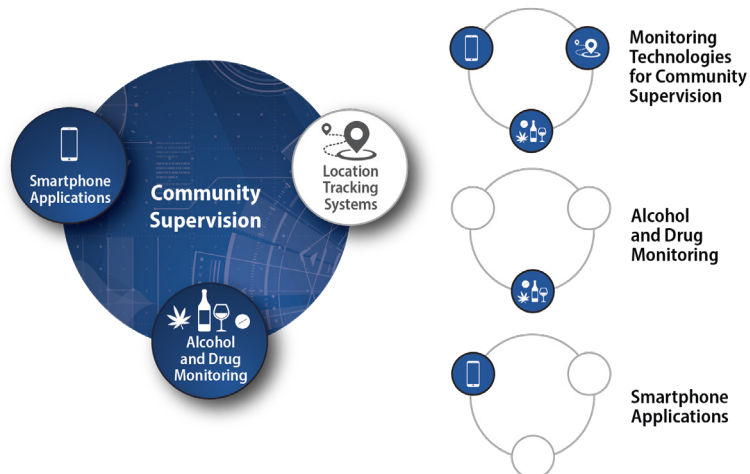 Smartphone
Applications
Community
Supervision
Location
Tracking
Systems
Alcohol
and Drug
Monitoring
Monitoring
Technologies
for Community
Supervision
Alcohol
and Drug
Monitoring
Smartphone
Applications